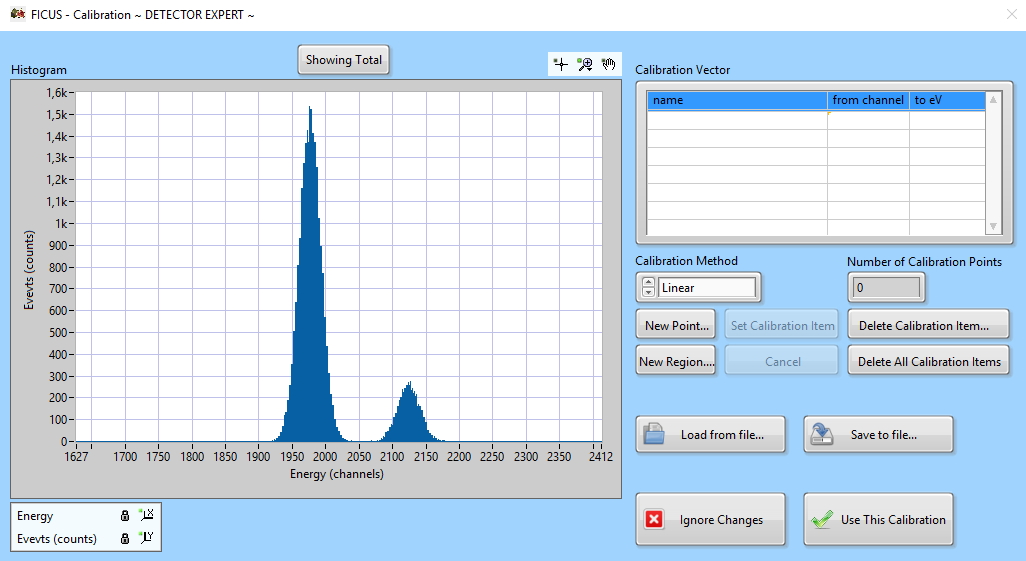 FICUS - Calibration ~ DETECTOR EXPERT ~
Showing Total
Histogram
1,6k
1,5k
1,4k
1,3k
1,2k
1,1k
1k
900
800
700
600
500
400
300
200
100
0
Evevts (counts)
1627 1700 1750 1800 1850 1900 1950 2000 2050 2100 2150 2200 2250 2300 2350 2412
Energy (channels)
Energy
Evevts (counts)
Calibration Vector
name from channel to eV
Calibration Method
Linear
Number of Calibration Points
0
New Point... Set Calibration Item Delete Calibration Item...
New Region.... Cancel Delete All Calibration Items
Load from file... Save to file...
Ignore Changes Use This Calibration